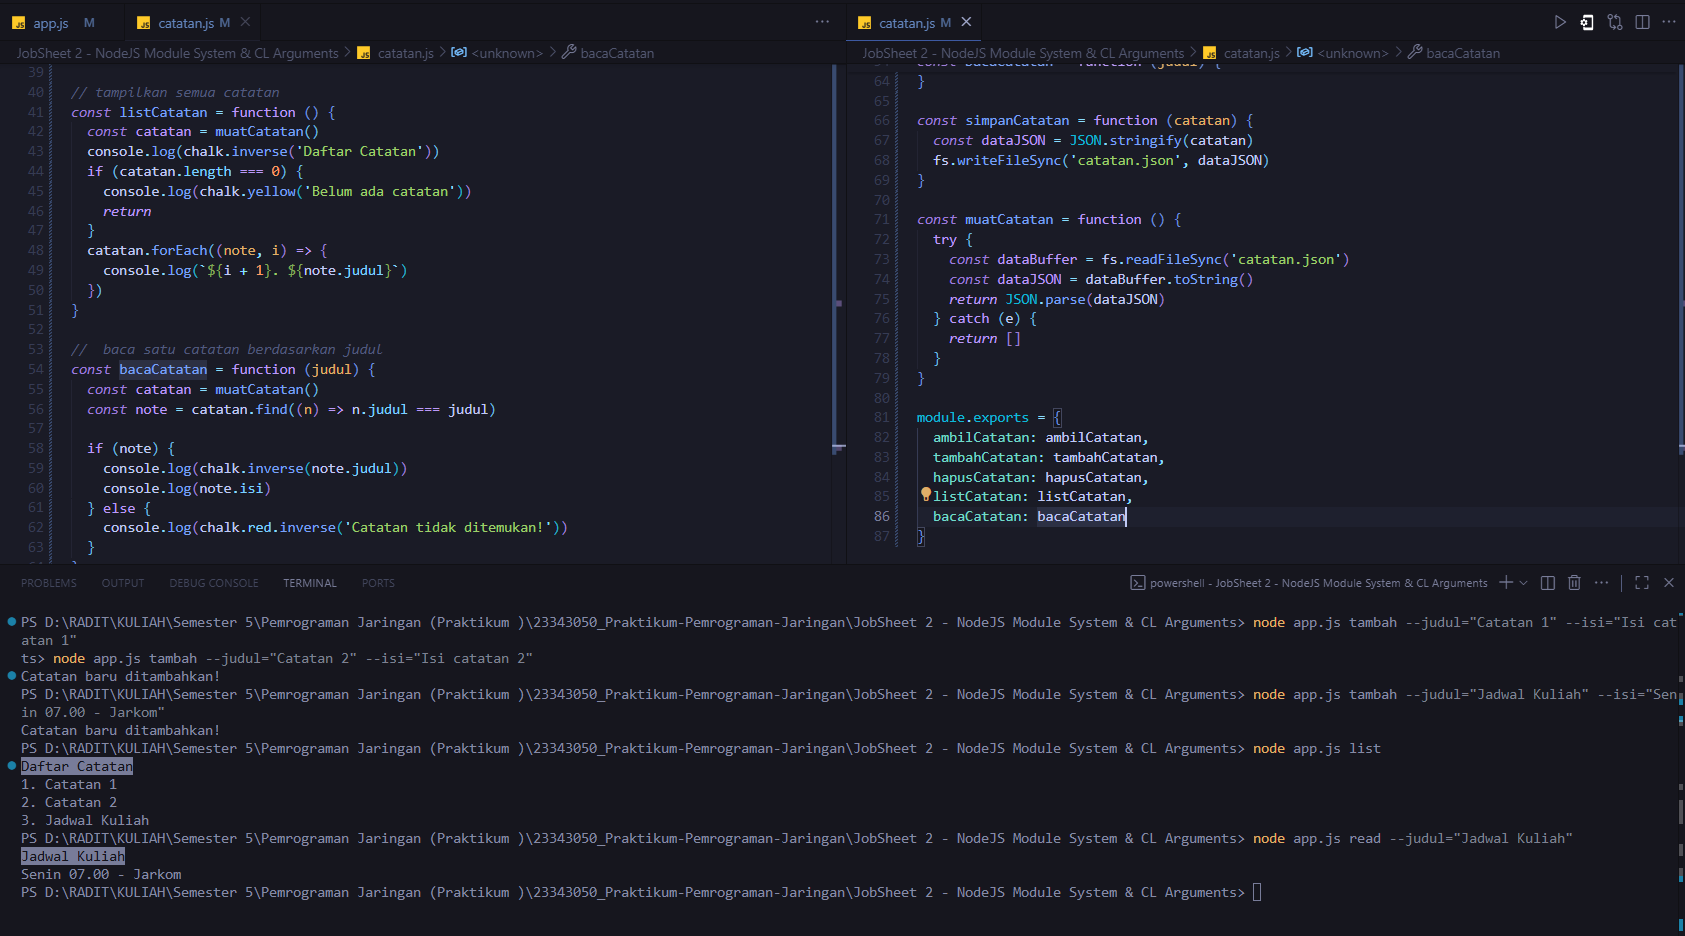 app.js M
catatan.js M
JobSheet 2 - NodeJS Module System & CL Arguments > catatan.js > <unknown> > bacaCatatan
39
40 // tampilkan semua catatan
41 const listCatatan = function () {
42 const catatan = muatCatatan()
43 console.log(chalk.inverse('Daftar Catatan'))
44 if (catatan.length === 0) {
45 console.log(chalk.yellow('Belum ada catatan'))
46 return
47 }
48 catatan.forEach((note, i) => {
49 console.log(`${i + 1}. ${note.judul}`)
50 })
51 }
52
53 //  baca satu catatan berdasarkan judul
54 const bacaCatatan = function (judul) {
55 const catatan = muatCatatan()
56 const note = catatan.find((n) => n.judul === judul)
57
58 if (note) {
59 console.log(chalk.inverse(note.judul))
60 console.log(note.isi)
61 } else {
62 console.log(chalk.red.inverse('Catatan tidak ditemukan!'))
63 }
catatan.js M
JobSheet 2 - NodeJS Module System & CL Arguments > catatan.js > <unknown> > bacaCatatan
64 }
65
66 const simpanCatatan = function (catatan) {
67 const dataJSON = JSON.stringify(catatan)
68 fs.writeFileSync('catatan.json', dataJSON)
69 }
70
71 const muatCatatan = function () {
72 try {
73 const dataBuffer = fs.readFileSync('catatan.json')
74 const dataJSON = dataBuffer.toString()
75 return JSON.parse(dataJSON)
76 } catch (e) {
77 return []
78 }
79 }
80
81 module.exports = {
82 ambilCatatan: ambilCatatan,
83 tambahCatatan: tambahCatatan,
84 hapusCatatan: hapusCatatan,
85 listCatatan: listCatatan,
86 bacaCatatan: bacaCatatan
87 }
PROBLEMS OUTPUT DEBUG CONSOLE TERMINAL PORTS
powershell - JobSheet 2 - NodeJS Module System & CL Arguments
PS D:\RADIT\KULIAH\Semester 5\Pemrograman Jaringan (Praktikum )\23343050_Praktikum-Pemrograman-Jaringan\JobSheet 2 - NodeJS Module System & CL Arguments> node app.js tambah --judul="Catatan 1" --isi="Isi cat
atan 1"
ts> node app.js tambah --judul="Catatan 2" --isi="Isi catatan 2"
Catatan baru ditambahkan!
PS D:\RADIT\KULIAH\Semester 5\Pemrograman Jaringan (Praktikum )\23343050_Praktikum-Pemrograman-Jaringan\JobSheet 2 - NodeJS Module System & CL Arguments> node app.js tambah --judul="Jadwal Kuliah" --isi="Sen
in 07.00 - Jarkom"
Catatan baru ditambahkan!
PS D:\RADIT\KULIAH\Semester 5\Pemrograman Jaringan (Praktikum )\23343050_Praktikum-Pemrograman-Jaringan\JobSheet 2 - NodeJS Module System & CL Arguments> node app.js list
Daftar Catatan
1. Catatan 1
2. Catatan 2
3. Jadwal Kuliah
PS D:\RADIT\KULIAH\Semester 5\Pemrograman Jaringan (Praktikum )\23343050_Praktikum-Pemrograman-Jaringan\JobSheet 2 - NodeJS Module System & CL Arguments> node app.js read --judul="Jadwal Kuliah"
Jadwal Kuliah
Senin 07.00 - Jarkom
PS D:\RADIT\KULIAH\Semester 5\Pemrograman Jaringan (Praktikum )\23343050_Praktikum-Pemrograman-Jaringan\JobSheet 2 - NodeJS Module System & CL Arguments>